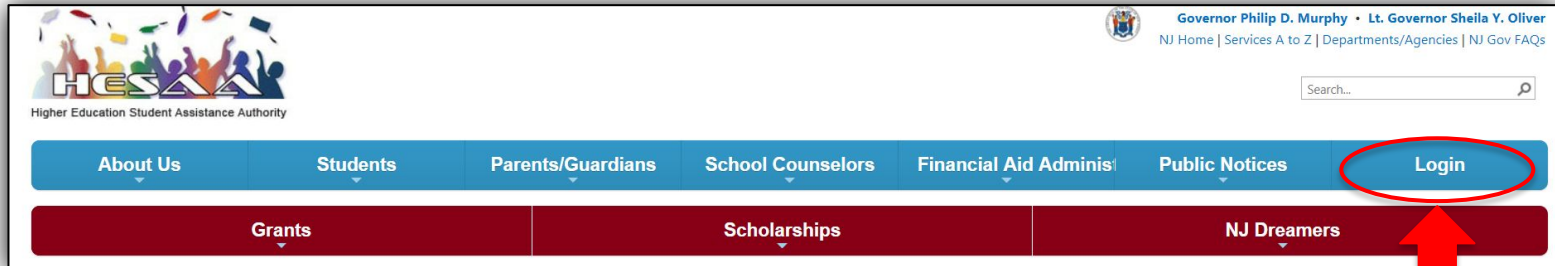 HESAA
Higher Education Student Assistance Authority
Governor Philip D. Murphy • Lt. Governor Sheila Y. Oliver
NJ Home | Services A to Z | Departments/Agencies | NJ Gov FAQs
Search...
About Us Students Parents/Guardians School Counselors Financial Aid Administ Public Notices Login
Grants Scholarships NJ Dreamers